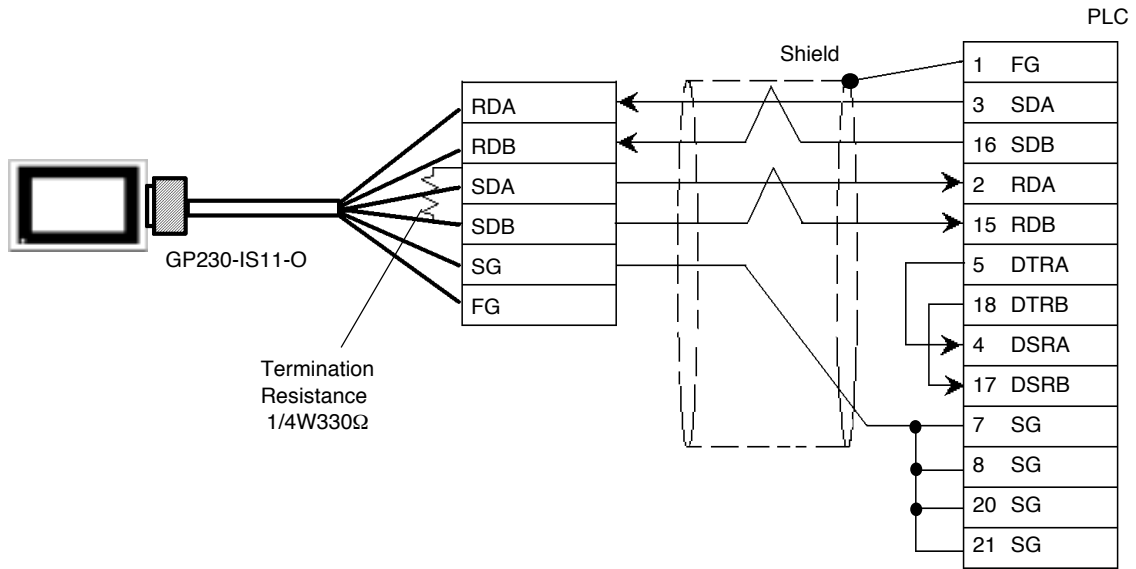 PLC
Shield
1 FG
3 SDA
16 SDB
2 RDA
15 RDB
5 DTRA
18 DTRB
4 DSRA
17 DSRB
7 SG
8 SG
20 SG
21 SG
RDA
RDB
SDA
SDB
SG
FG
GP230-IS11-O
Termination
Resistance
1/4W330Ω